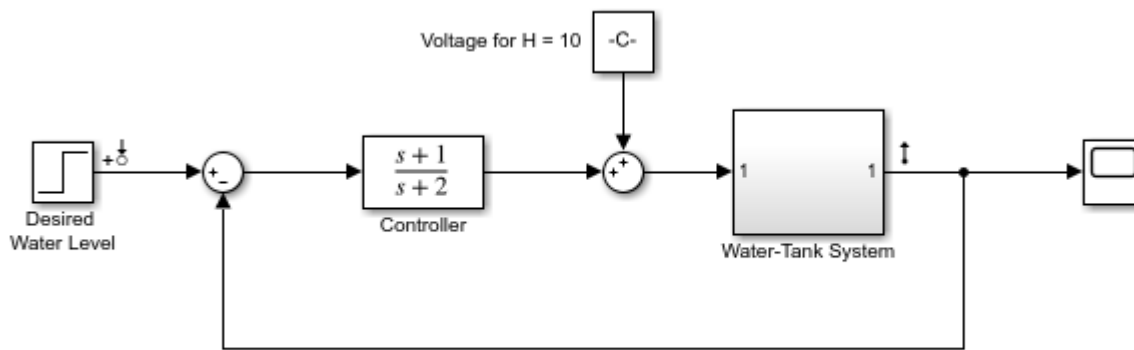 Voltage for H = 10
-C-
+
+
-
s + 1
s + 2
+
+
1
1
Desired
Water Level
Controller
Water-Tank System